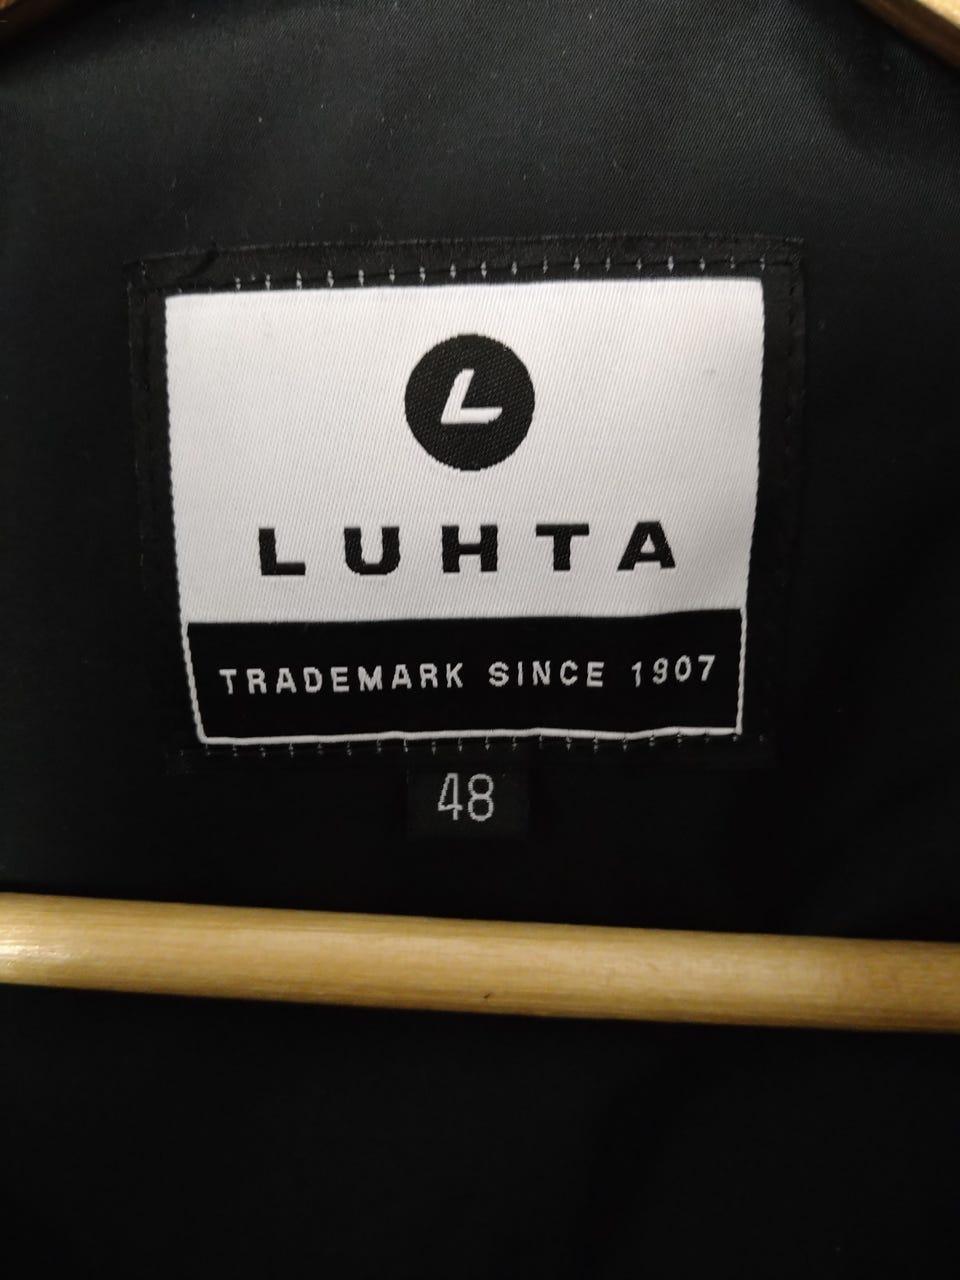 L
LUHTA
TRADEMARK SINCE 1907
48